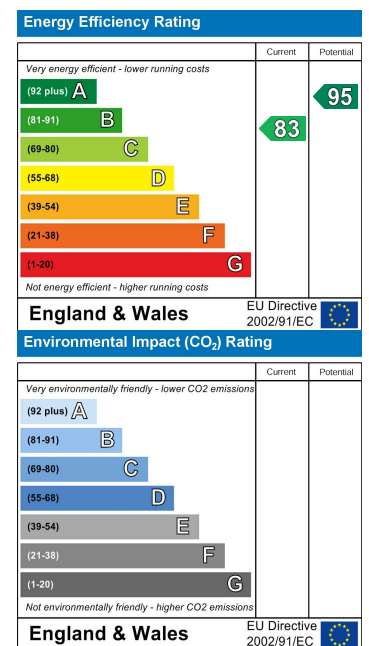 Energy Efficiency Rating
Current Potential
Very energy efficient - lower running costs
(92 plus) A
95
(81-91) B
83
(69-80) C
(55-68) D
(39-54) E
(21-38) F
(1-20) G
Not energy efficient - higher running costs
England & Wales
EU Directive
2002/91/EC
Environmental Impact (CO₂) Rating
Current Potential
Very environmentally friendly - lower CO2 emissions
(92 plus) A
(81-91) B
(69-80) C
(55-68) D
(39-54) E
(21-38) F
(1-20) G
Not environmentally friendly - higher CO2 emissions
England & Wales
EU Directive
2002/91/EC